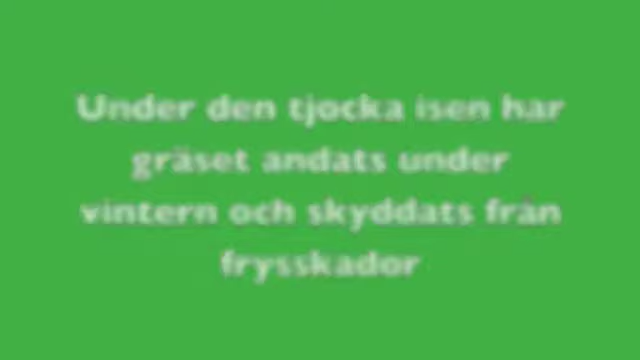 Under den tjocka isen har
gräset andats under
vintern och skyddats från
frysskador